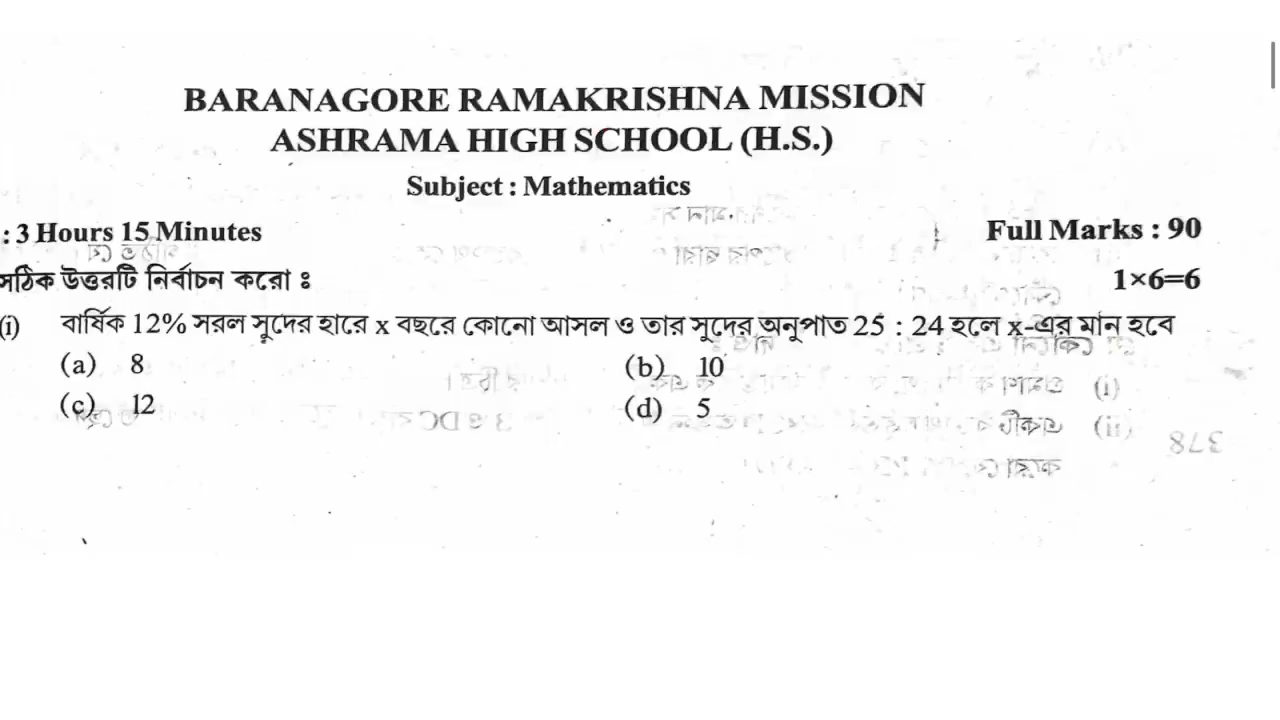 BARANAGORE RAMAKRISHNA MISSION
ASHRAMA HIGH SCHOOL (H.S.)
Subject : Mathematics
: 3 Hours 15 Minutes Full Marks : 90
সঠিক উত্তরটি নির্বাচন করো ঃ 1×6=6
(i) বার্ষিক 12% সরল সুদের হারে x বছরে কোনো আসল ও তার সুদের অনুপাত 25 : 24 হলে x-এর মান হবে
(a) 8 (b) 10
(c) 12 (d) 5
378